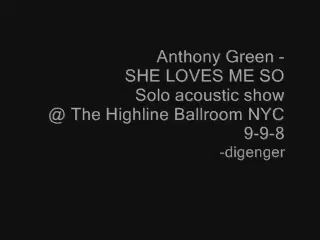 Anthony Green -
SHE LOVES ME SO
Solo acoustic show
@ The Highline Ballroom NYC
9-9-8
-digenger